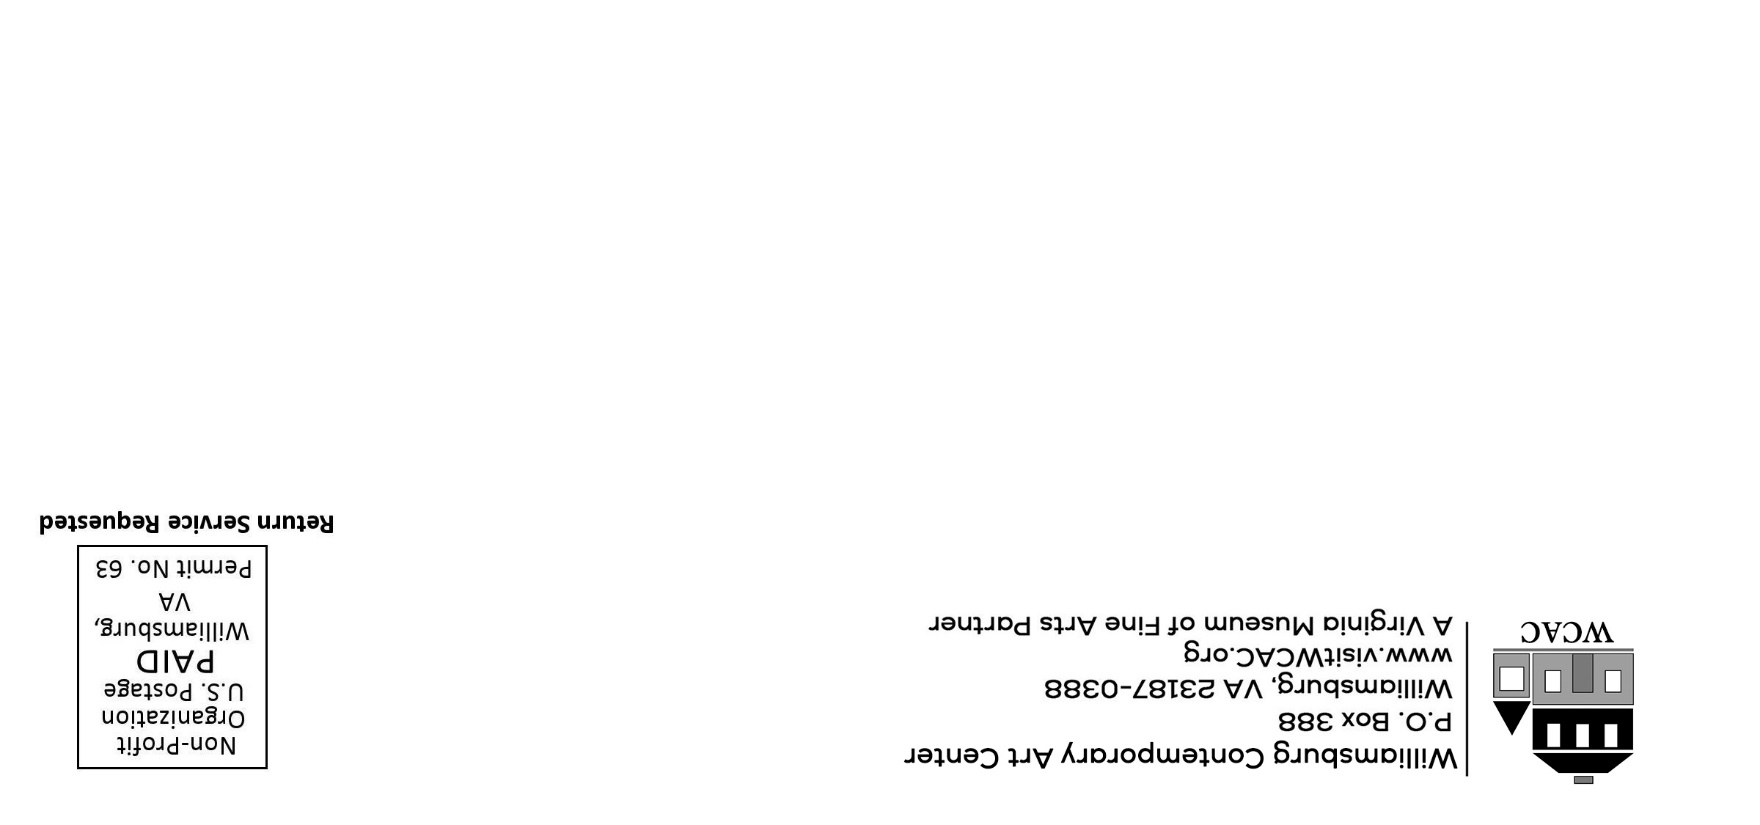 WCAC
Williamsburg Contemporary Art Center
P.O. Box 388
Williamsburg, VA 23187-0388
www.visitWCAC.org
A Virginia Museum of Fine Arts Partner
Non-Profit
Organization
U.S. Postage
PAID
Williamsburg,
VA
Permit No. 63
Return Service Requested